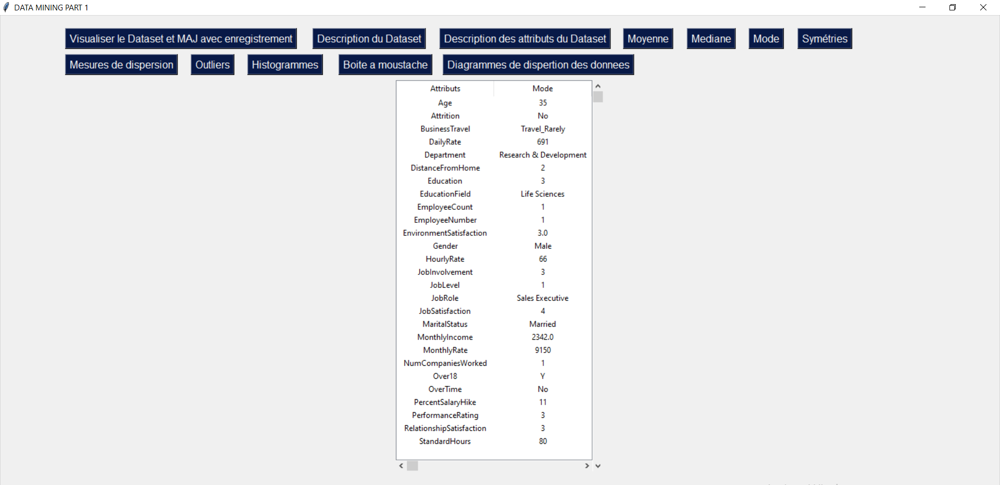 DATA MINING PART 1
Visualiser le Dataset et MAJ avec enregistrement Description du Dataset Description des attributs du Dataset Moyenne Mediane Mode Symétries
Mesures de dispersion Outliers Histogrammes Boite a moustache Diagrammes de dispertion des donnees
Attributs Mode
Age 35
Attrition No
BusinessTravel Travel_Rarely
DailyRate 691
Department Research & Development
DistanceFromHome 2
Education 3
EducationField Life Sciences
EmployeeCount 1
EmployeeNumber 1
EnvironmentSatisfaction 3.0
Gender Male
HourlyRate 66
JobInvolvement 3
JobLevel 1
JobRole Sales Executive
JobSatisfaction 4
MaritalStatus Married
MonthlyIncome 2342.0
MonthlyRate 9150
NumCompaniesWorked 1
Over18 Y
OverTime No
PercentSalaryHike 11
PerformanceRating 3
RelationshipSatisfaction 3
StandardHours 80